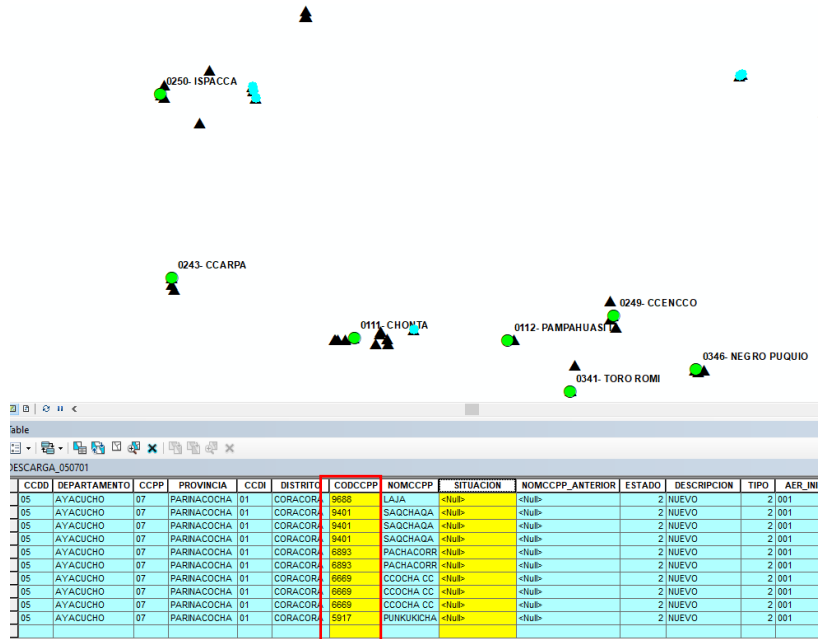 0250- ISPACCA
0243- CCARPA
0249- CCENCCO
0111- CHONTA
0112- PAMPAHUASI
0346- NEGRO PUQUIO
0341- TORO ROMI
Table
DESCARGA_050701
CCDD DEPARTAMENTO CCPP PROVINCIA CCDI DISTRITO CODCCPP NOMCCPP SITUACION NOMCCPP_ANTERIOR ESTADO DESCRIPCION TIPO AER_INI
05 AYACUCHO 07 PARINACOCHA 01 CORACORA 9688 LAJA <Null> <Null> 2 NUEVO 2 001
05 AYACUCHO 07 PARINACOCHA 01 CORACORA 9401 SAQCHAQA <Null> <Null> 2 NUEVO 2 001
05 AYACUCHO 07 PARINACOCHA 01 CORACORA 9401 SAQCHAQA <Null> <Null> 2 NUEVO 2 001
05 AYACUCHO 07 PARINACOCHA 01 CORACORA 9401 SAQCHAQA <Null> <Null> 2 NUEVO 2 001
05 AYACUCHO 07 PARINACOCHA 01 CORACORA 6893 PACHACORR <Null> <Null> 2 NUEVO 2 001
05 AYACUCHO 07 PARINACOCHA 01 CORACORA 6893 PACHACORR <Null> <Null> 2 NUEVO 2 001
05 AYACUCHO 07 PARINACOCHA 01 CORACORA 6669 CCOCHA CC <Null> <Null> 2 NUEVO 2 001
05 AYACUCHO 07 PARINACOCHA 01 CORACORA 6669 CCOCHA CC <Null> <Null> 2 NUEVO 2 001
05 AYACUCHO 07 PARINACOCHA 01 CORACORA 6669 CCOCHA CC <Null> <Null> 2 NUEVO 2 001
05 AYACUCHO 07 PARINACOCHA 01 CORACORA 5917 PUNKUKICHA <Null> <Null> 2 NUEVO 2 001